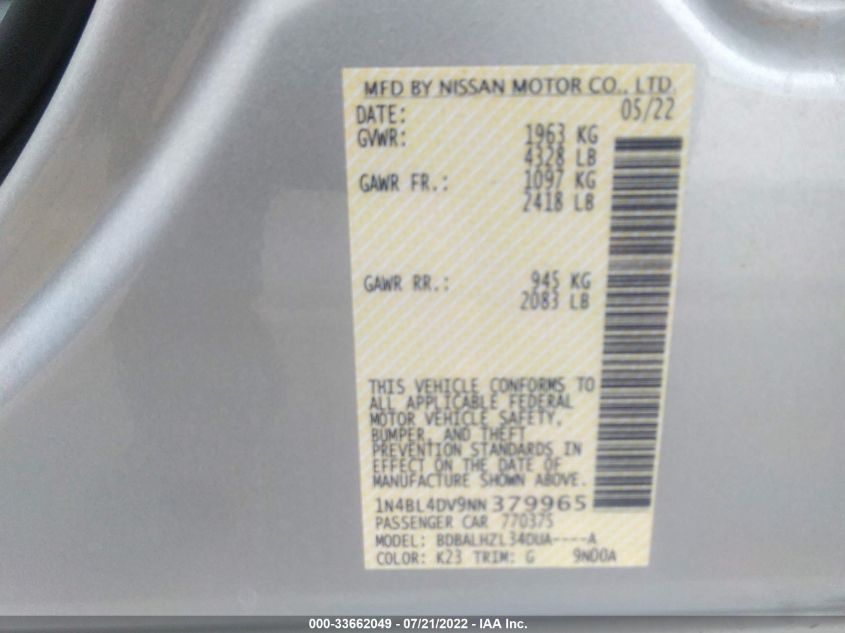 MFD BY NISSAN MOTOR CO., LTD.
DATE: 05/22
GVWR: 1963 KG
4328 LB
GAWR FR.: 1097 KG
2418 LB
GAWR RR.: 945 KG
2083 LB
THIS VEHICLE CONFORMS TO
ALL APPLICABLE FEDERAL
MOTOR VEHICLE SAFETY,
BUMPER, AND THEFT
PREVENTION STANDARDS IN
EFFECT ON THE DATE OF
MANUFACTURE SHOWN ABOVE.
1N4BL4DV9NN379965
PASSENGER CAR 770375
MODEL: BDBALHZL34DUA----A
COLOR: K23 TRIM: G 9N00A
000-33662049 - 07/21/2022 - IAA Inc.